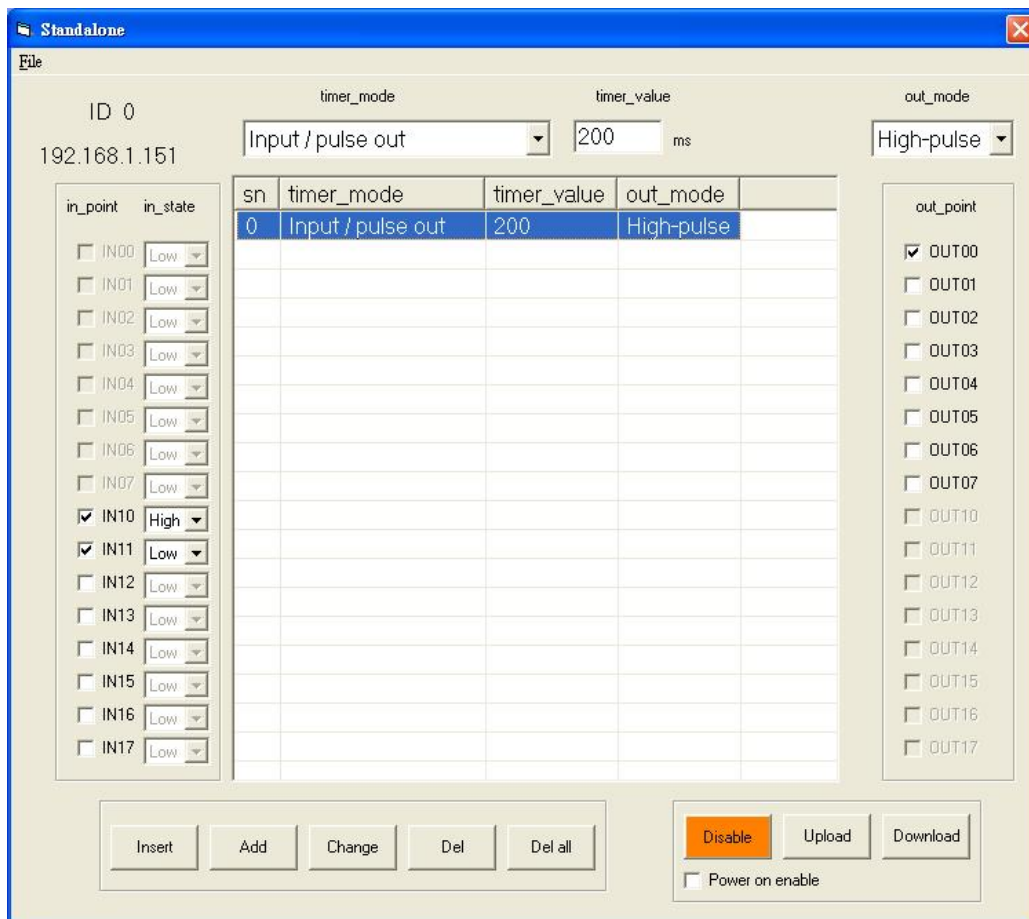 Standalone
File
ID 0
192.168.1.151
timer_mode
timer_value
out_mode
Input / pulse out
200
ms
High-pulse
in_point in_state
IN00 Low
IN01 Low
IN02 Low
IN03 Low
IN04 Low
IN05 Low
IN06 Low
IN07 Low
IN10 High
IN11 Low
IN12 Low
IN13 Low
IN14 Low
IN15 Low
IN16 Low
IN17 Low
sn timer_mode timer_value out_mode
0 Input / pulse out 200 High-pulse
out_point
OUT00
OUT01
OUT02
OUT03
OUT04
OUT05
OUT06
OUT07
OUT10
OUT11
OUT12
OUT13
OUT14
OUT15
OUT16
OUT17
Insert Add Change Del Del all
Disable Upload Download
Power on enable